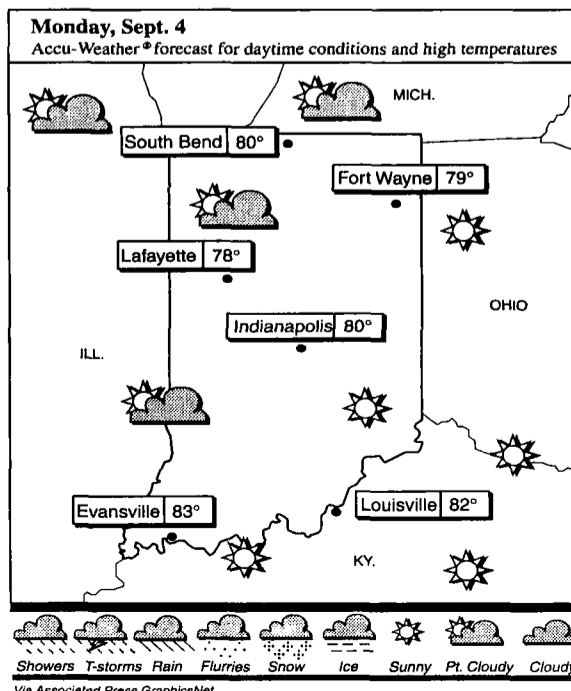 Monday, Sept. 4
Accu-Weather® forecast for daytime conditions and high temperatures
MICH.
South Bend 80°
Fort Wayne 79°
Lafayette 78°
OHIO
Indianapolis 80°
ILL.
Evansville 83°
Louisville 82°
KY.
Showers T-storms Rain Flurries Snow Ice Sunny Pt. Cloudy Cloudy
Via Associated Press GraphicsNet